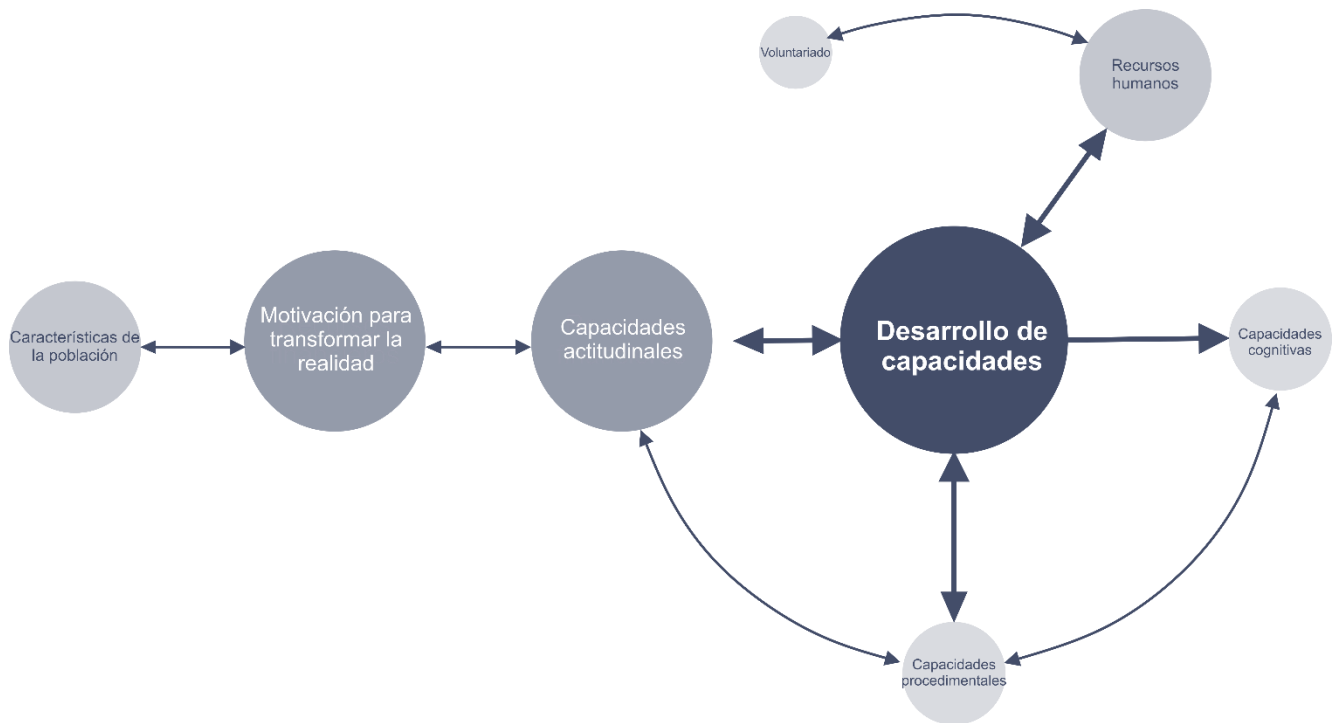 Voluntariado
Recursos
humanos
Características de
la población
Motivación para
transformar la
realidad
Capacidades
actitudinales
Desarrollo de
capacidades
Capacidades
cognitivas
Capacidades
procedimentales